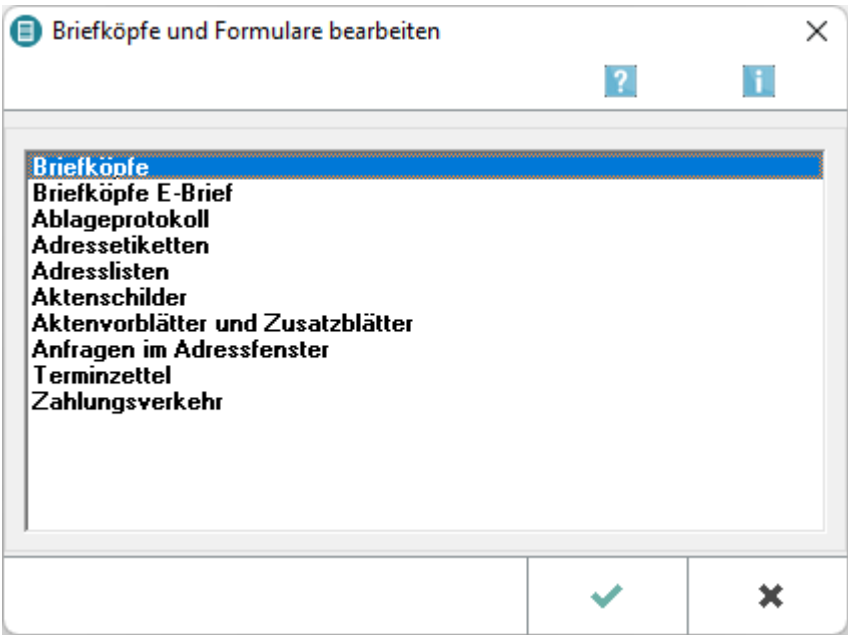 Briefköpfe und Formulare bearbeiten
?
i
Briefköpfe
Briefköpfe E-Brief
Ablageprotokoll
Adressetiketten
Adresslisten
Aktenschilder
Aktenvorblätter und Zusatzblätter
Anfragen im Adressfenster
Terminzettel
Zahlungsverkehr